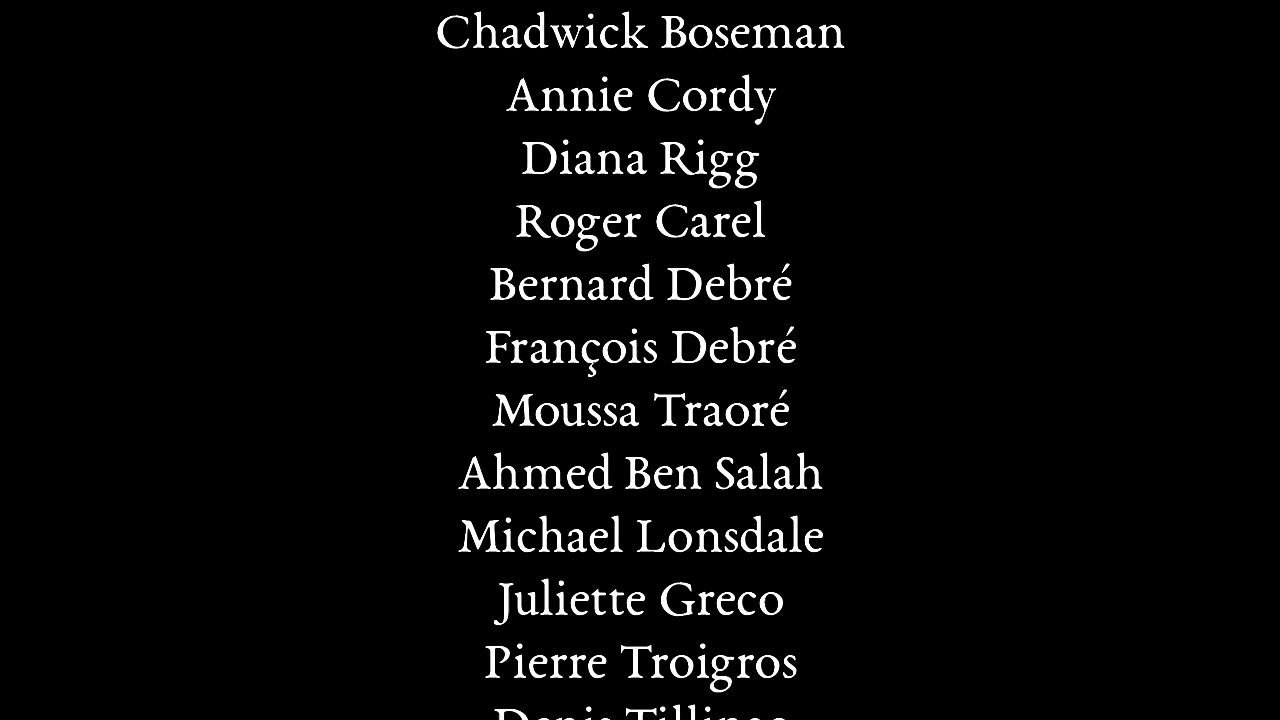 Chadwick Boseman
Annie Cordy
Diana Rigg
Roger Carel
Bernard Debré
François Debré
Moussa Traoré
Ahmed Ben Salah
Michael Lonsdale
Juliette Greco
Pierre Troigros
Denis